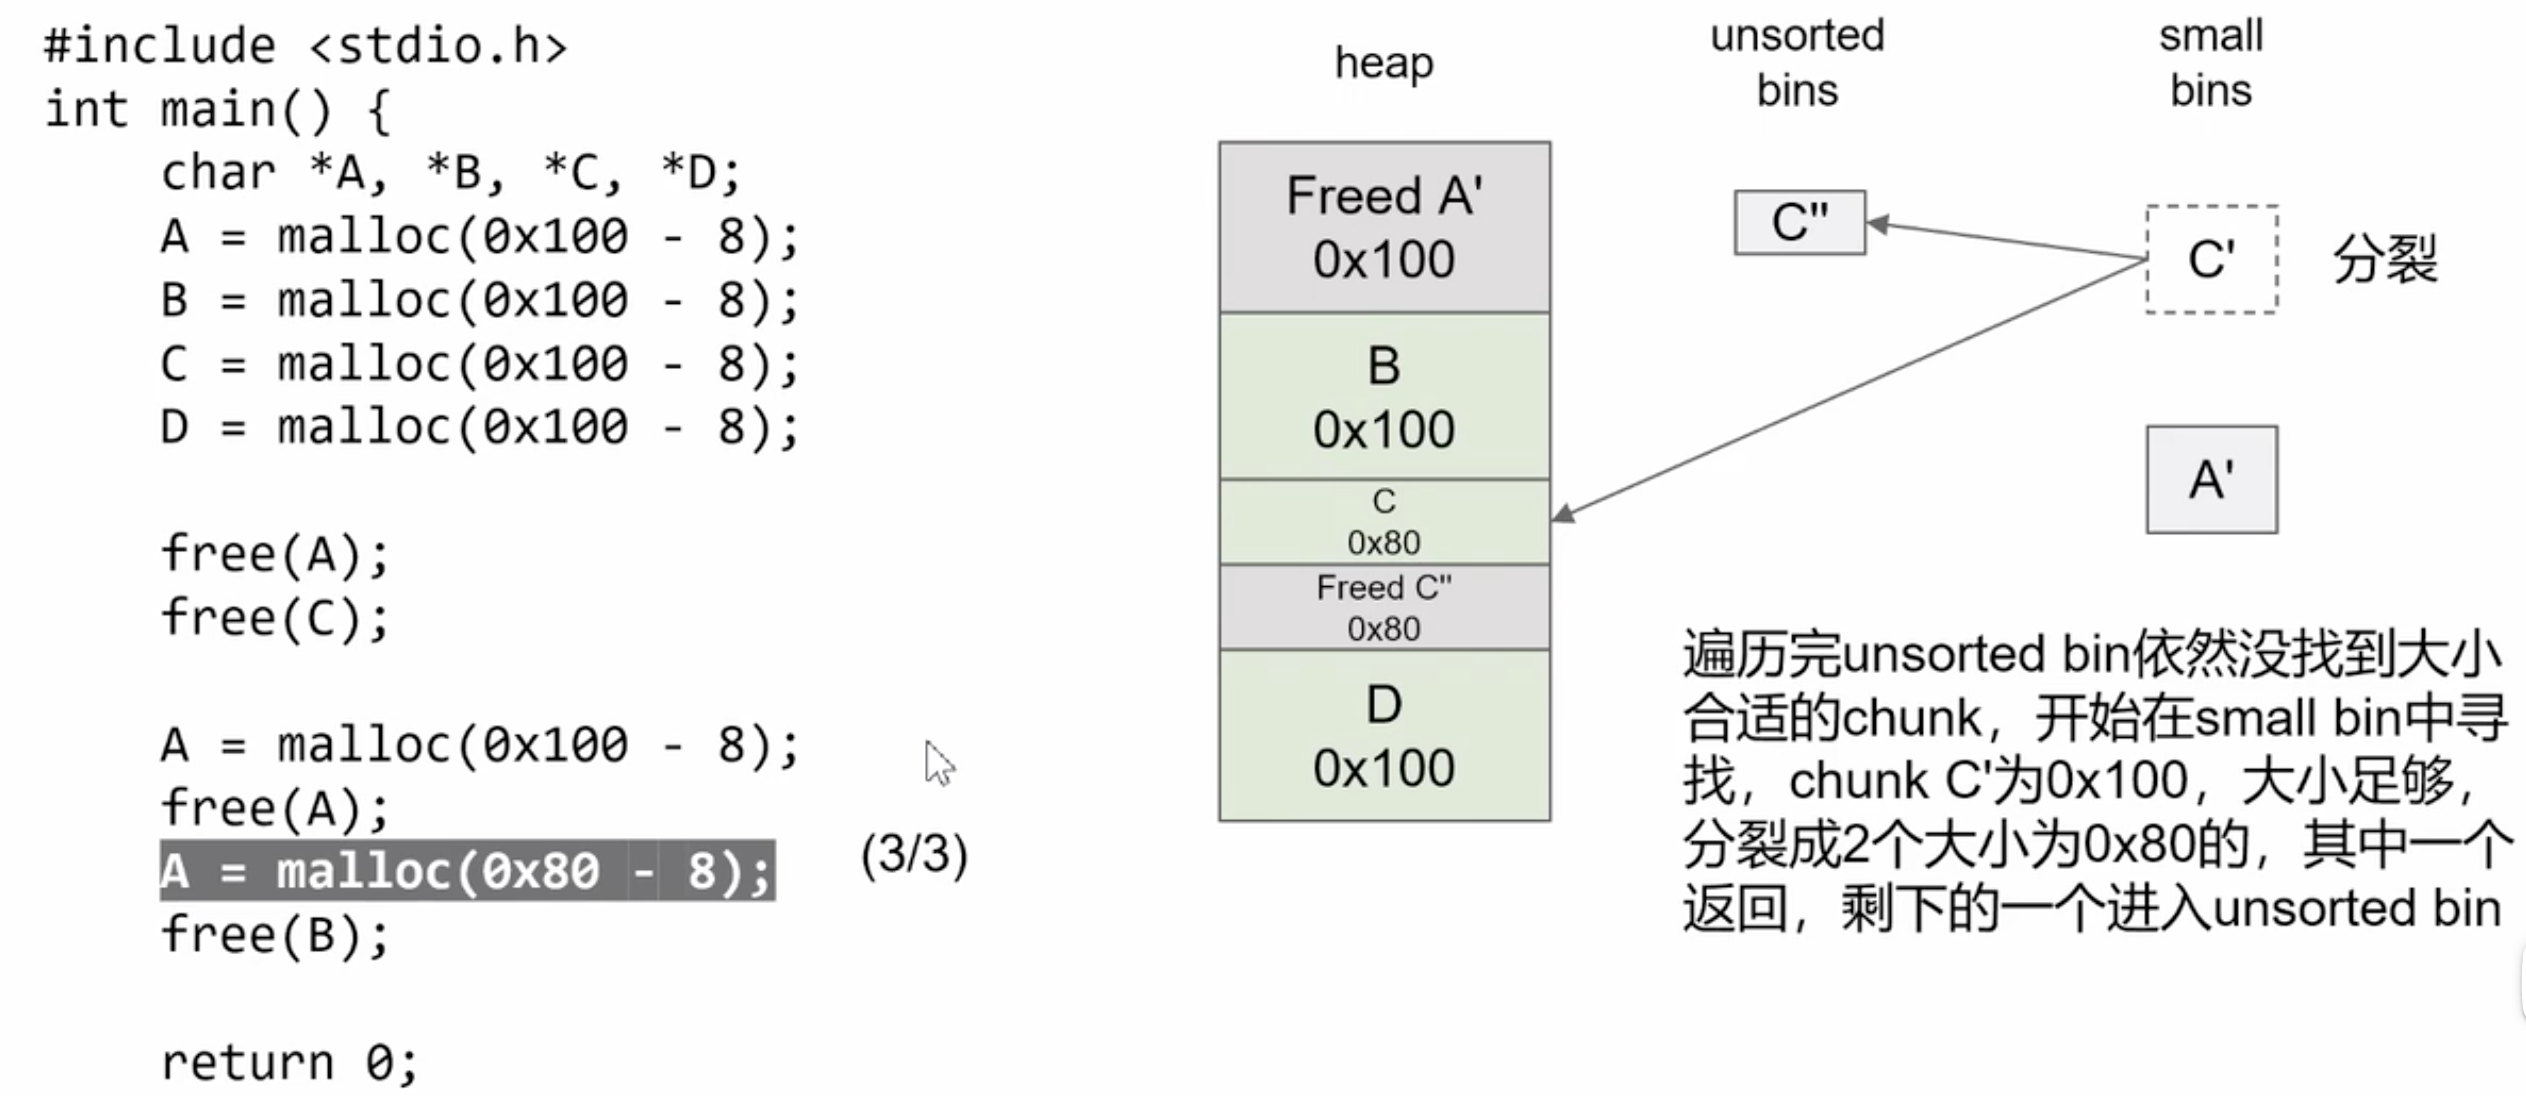 #include <stdio.h>
int main() {
char *A, *B, *C, *D;
A = malloc(0x100 - 8);
B = malloc(0x100 - 8);
C = malloc(0x100 - 8);
D = malloc(0x100 - 8);
free(A);
free(C);
A = malloc(0x100 - 8);
free(A);
A = malloc(0x80 - 8);
(3/3)
free(B);
return 0;
heap
Freed A'
0x100
B
0x100
C
0x80
Freed C''
0x80
D
0x100
unsorted
bins
C''
small
bins
C'
分裂
A'
遍历完unsorted bin依然没找到大小
合适的chunk，开始在small bin中寻
找，chunk C'为0x100，大小足够，
分裂成2个大小为0x80的，其中一个
返回，剩下的一个进入unsorted bin